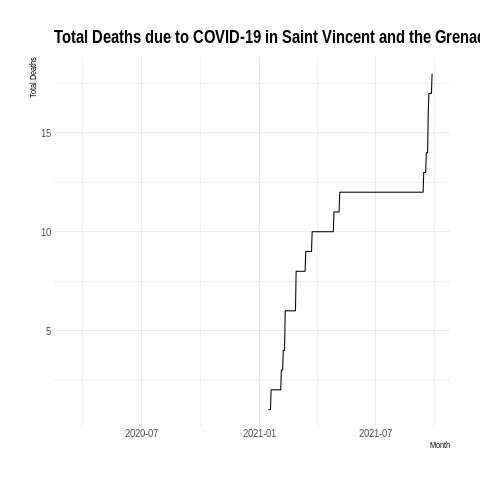 Total Deaths due to COVID-19 in Saint Vincent and the Grenad
Total Deaths
15
10
5
2020-07
2021-01
2021-07
Month